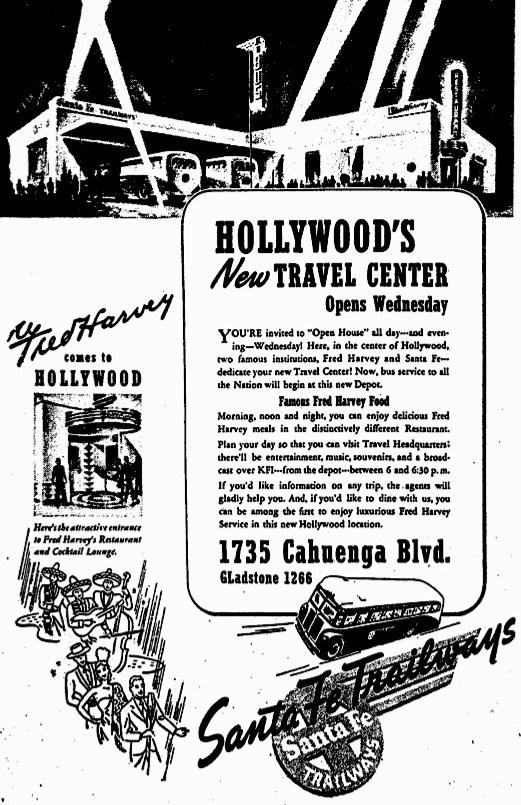 Santa Fe TRAILWAYS
BUS
Fred Harvey
RESTAURANT
HOLLYWOOD'S
New TRAVEL CENTER
Opens Wednesday
YOU'RE invited to "Open House" all day---and even-
ing—Wednesday! Here, in the center of Hollywood,
two famous institutions, Fred Harvey and Santa Fe---
dedicate your new Travel Center! Now, bus service to all
the Nation will begin at this new Depot.
Famous Fred Harvey Food
Morning, noon and night, you can enjoy delicious Fred
Harvey meals in the distinctively different Restaurant.
Plan your day so that you can visit Travel Headquarters;
there'll be entertainment, music, souvenirs, and a broad-
cast over KFI---from the depot---between 6 and 6:30 p.m.
If you'd like information on any trip, the agents will
gladly help you. And, if you'd like to dine with us, you
can be among the first to enjoy luxurious Fred Harvey
Service in this new Hollywood location.
1735 Cahuenga Blvd.
GLadstone 1266
Fred Harvey
comes to
HOLLYWOOD
Here's the attractive entrance
to Fred Harvey's Restaurant
and Cocktail Lounge.
Santa Fe Trailways
Santa Fe
TRAILWAYS